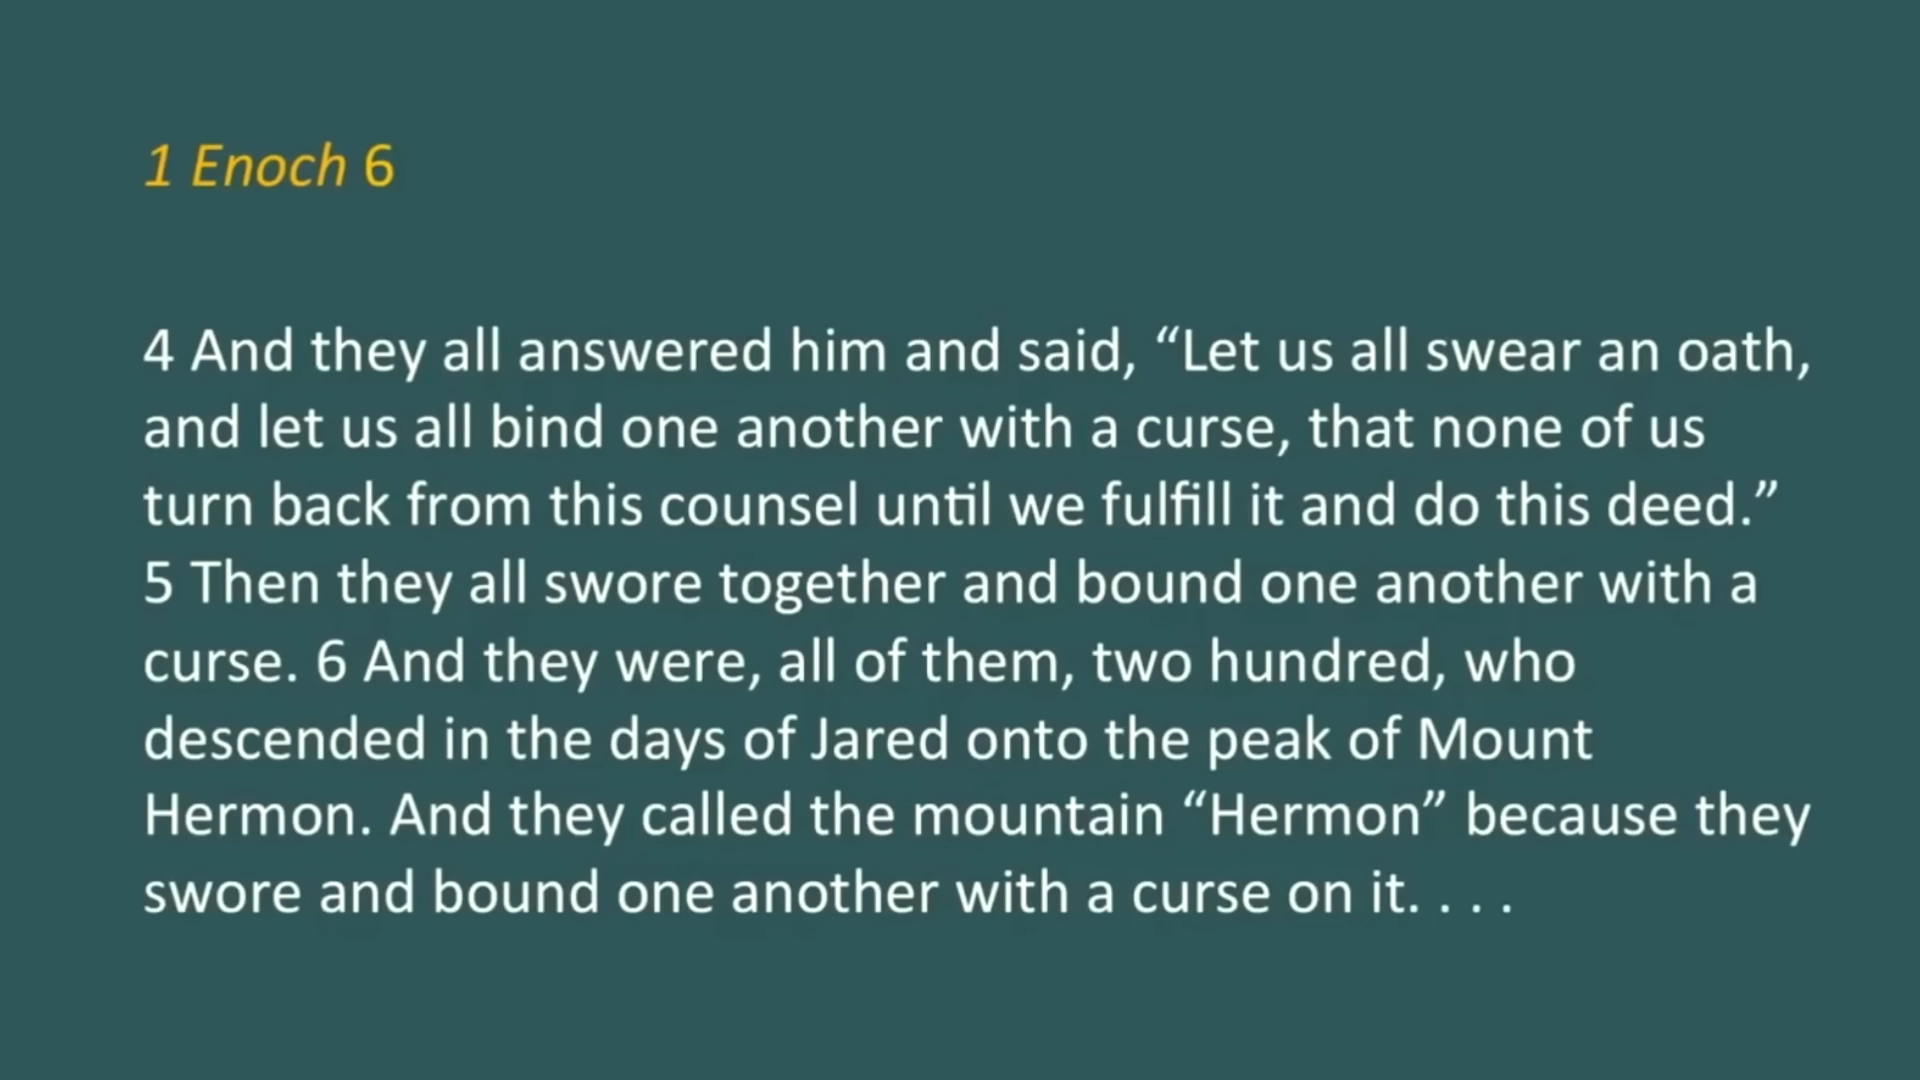 1 Enoch 6
4 And they all answered him and said, “Let us all swear an oath,
and let us all bind one another with a curse, that none of us
turn back from this counsel until we fulfill it and do this deed.”
5 Then they all swore together and bound one another with a
curse. 6 And they were, all of them, two hundred, who
descended in the days of Jared onto the peak of Mount
Hermon. And they called the mountain “Hermon” because they
swore and bound one another with a curse on it. . . .